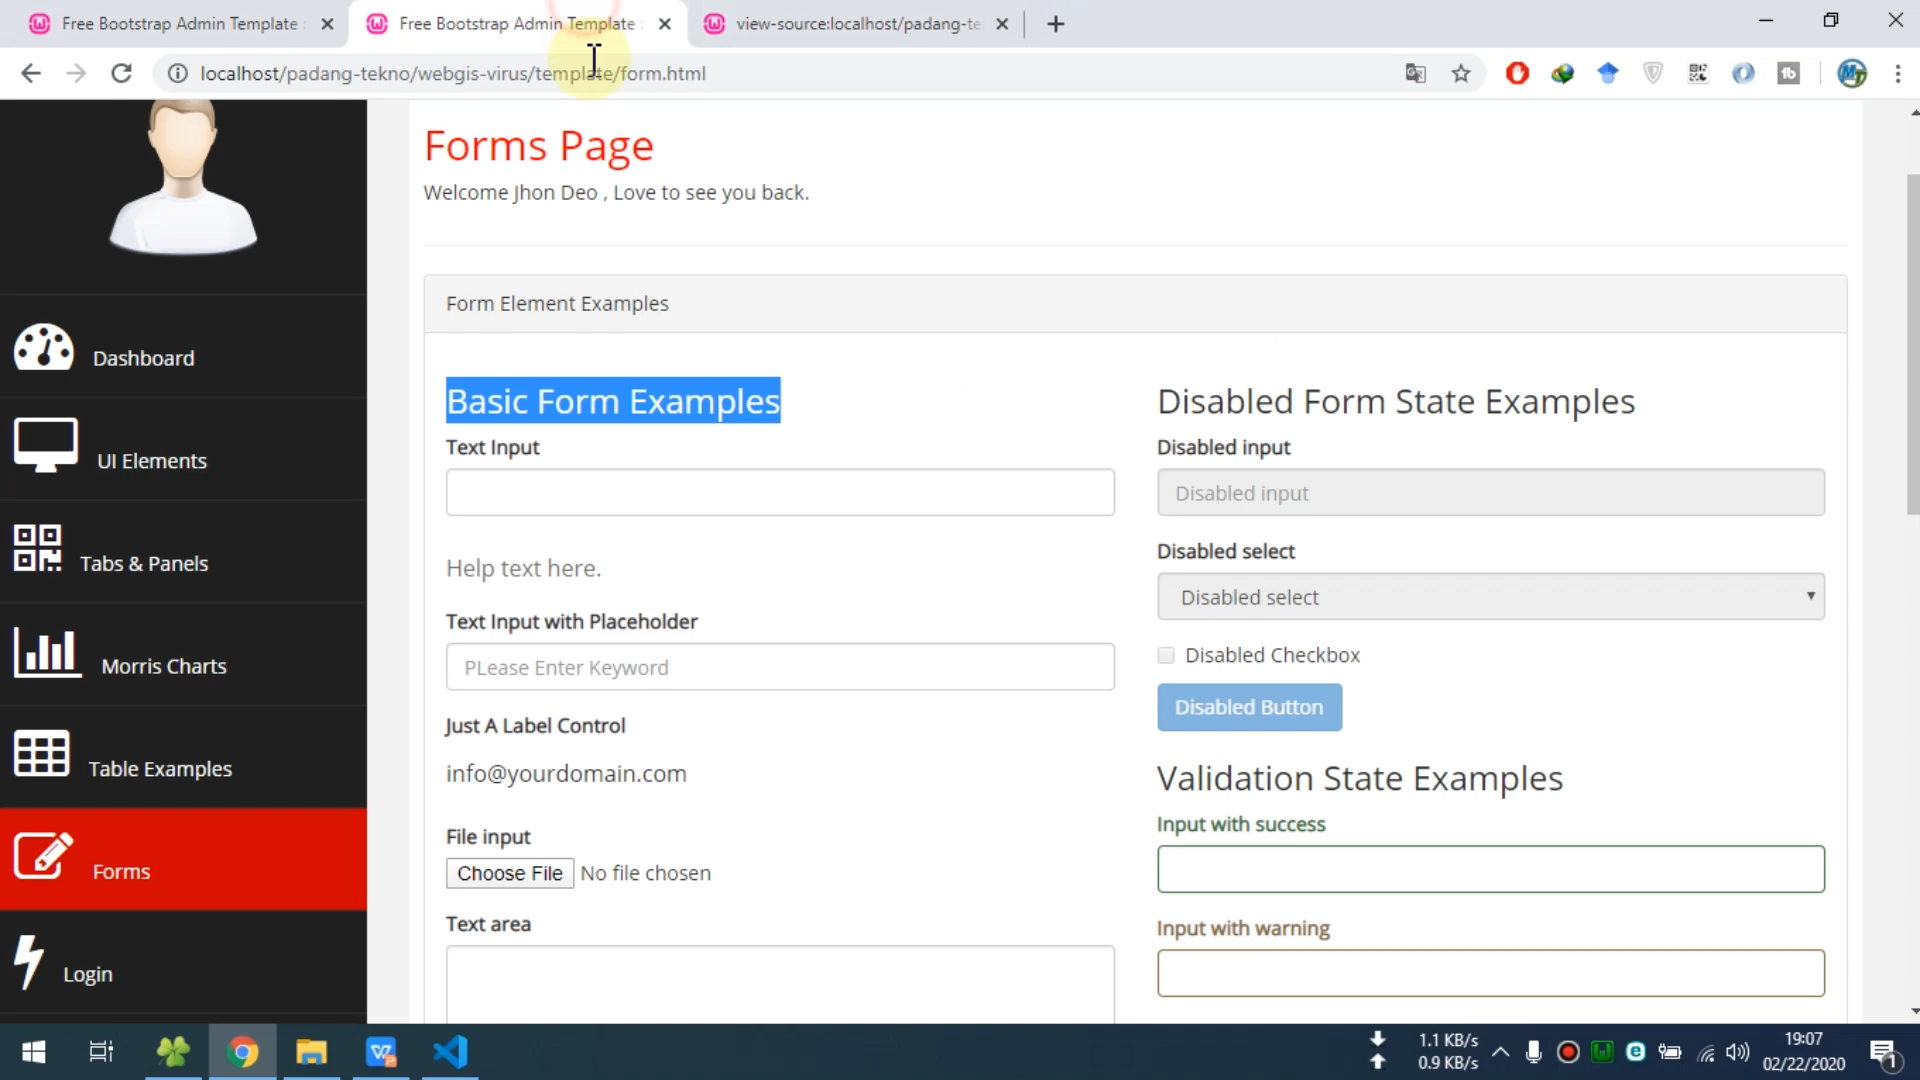 Free Bootstrap Admin Template :
Free Bootstrap Admin Template :
view-source:localhost/padang-te
localhost/padang-tekno/webgis-virus/template/form.html
Forms Page
Welcome Jhon Deo , Love to see you back.
Form Element Examples
Dashboard
UI Elements
Tabs & Panels
Morris Charts
Table Examples
Forms
Login
Basic Form Examples
Text Input
Help text here.
Text Input with Placeholder
PLease Enter Keyword
Just A Label Control
info@yourdomain.com
File input
Choose File No file chosen
Text area
Disabled Form State Examples
Disabled input
Disabled input
Disabled select
Disabled select
Disabled Checkbox
Disabled Button
Validation State Examples
Input with success
Input with warning
1.1 KB/s
0.9 KB/s
19:07
02/22/2020
1